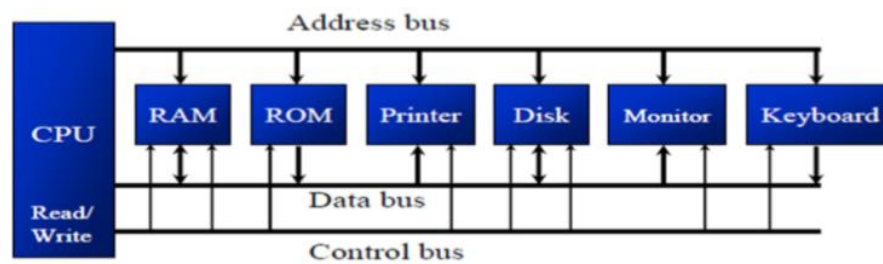 Address bus
CPU
RAM
ROM
Printer
Disk
Monitor
Keyboard
Read/
Write
Data bus
Control bus